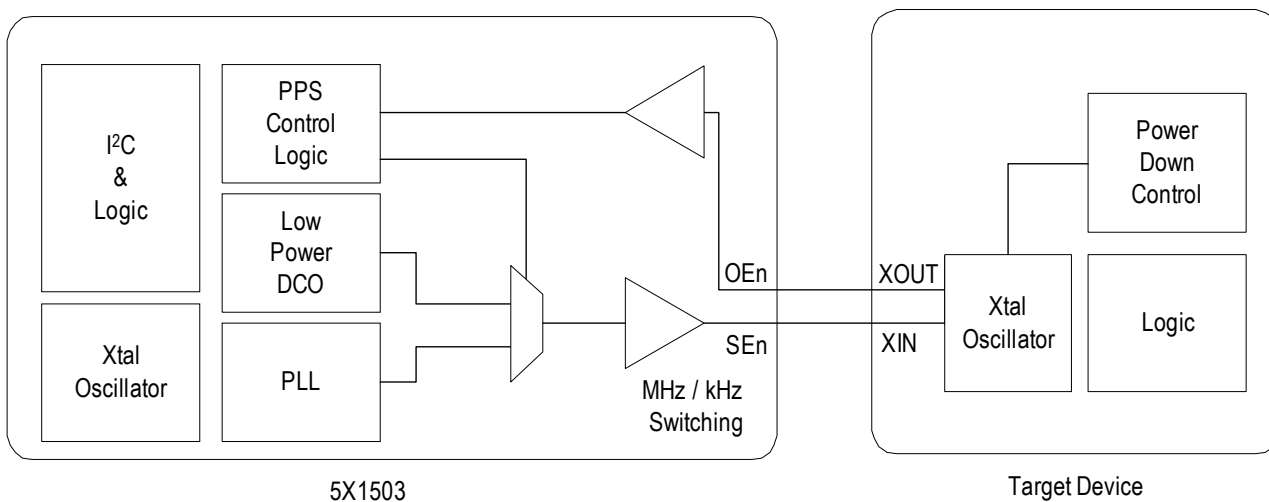 I²C
&
Logic
PPS
Control
Logic
Low
Power
DCO
Xtal
Oscillator
PLL
OEn
SEn
MHz / kHz
Switching
5X1503
Power
Down
Control
XOUT
XIN
Xtal
Oscillator
Logic
Target Device